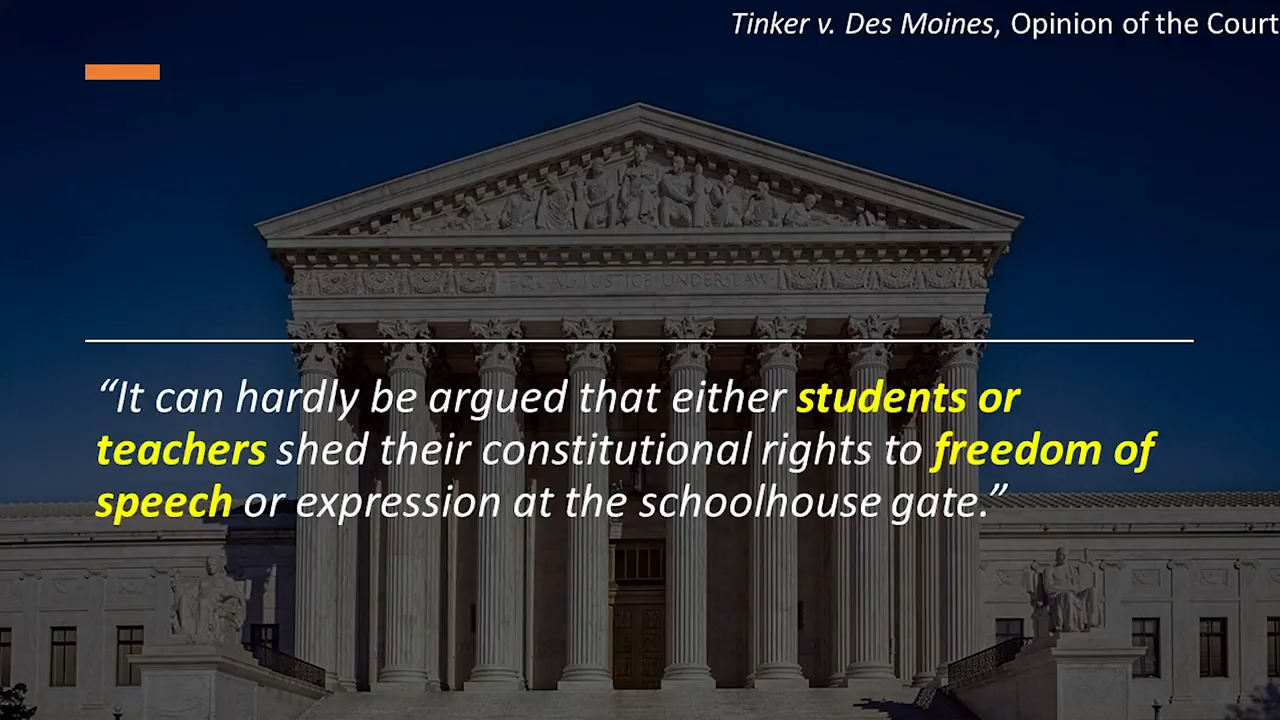 Tinker v. Des Moines, Opinion of the Court
EQUAL JUSTICE UNDER LAW
“It can hardly be argued that either students or
teachers shed their constitutional rights to freedom of
speech or expression at the schoolhouse gate.”